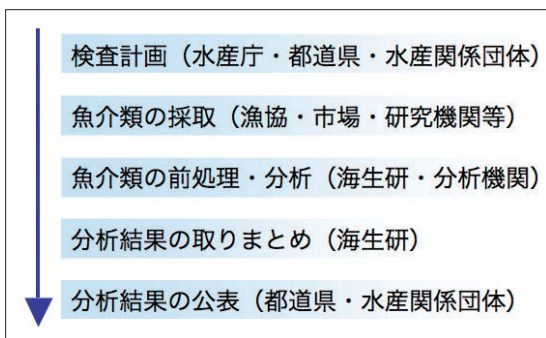 検査計画（水産庁・都道県・水産関係団体）
魚介類の採取（漁協・市場・研究機関等）
魚介類の前処理・分析（海生研・分析機関）
分析結果の取りまとめ（海生研）
分析結果の公表（都道県・水産関係団体）